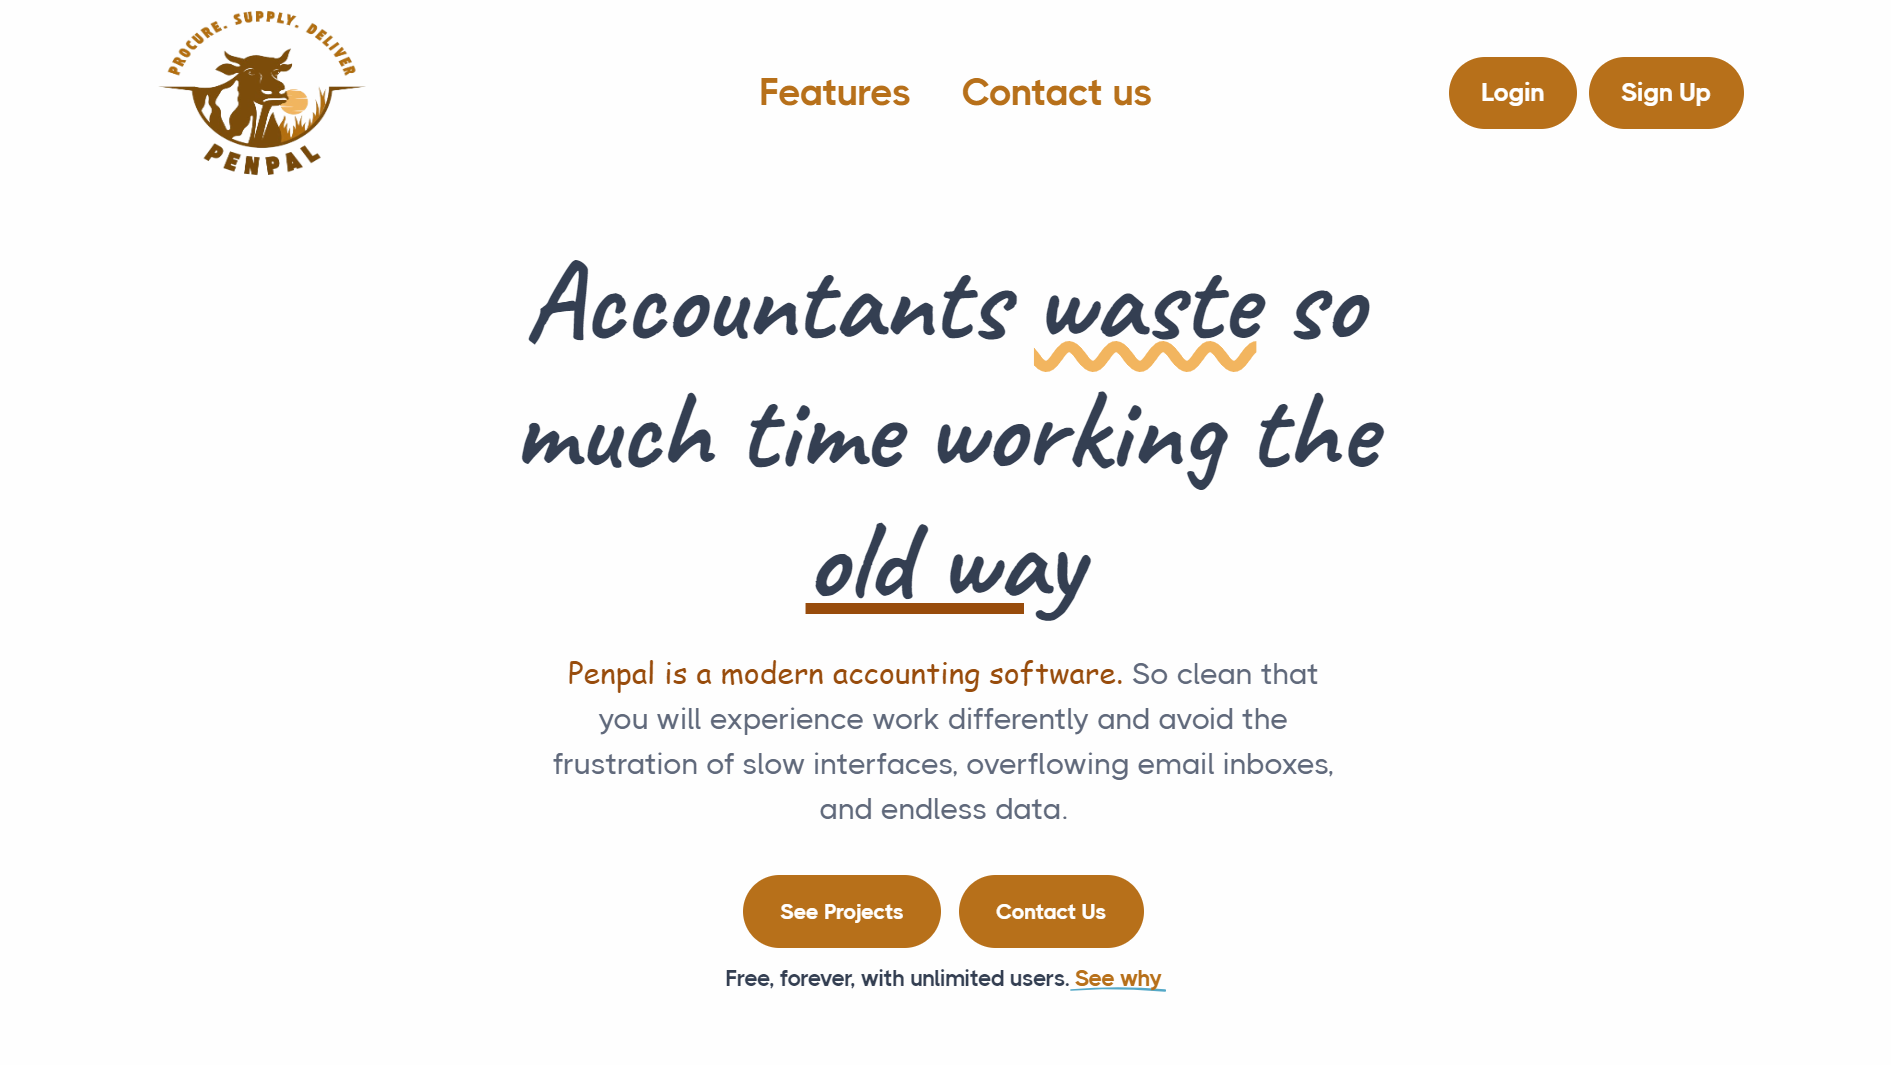 PROCURE. SUPPLY. DELIVER
PENPAL
Features
Contact us
Login
Sign Up
Accountants waste so
much time working the
old way
Penpal is a modern accounting software. So clean that
you will experience work differently and avoid the
frustration of slow interfaces, overflowing email inboxes,
and endless data.
See Projects
Contact Us
Free, forever, with unlimited users. See why